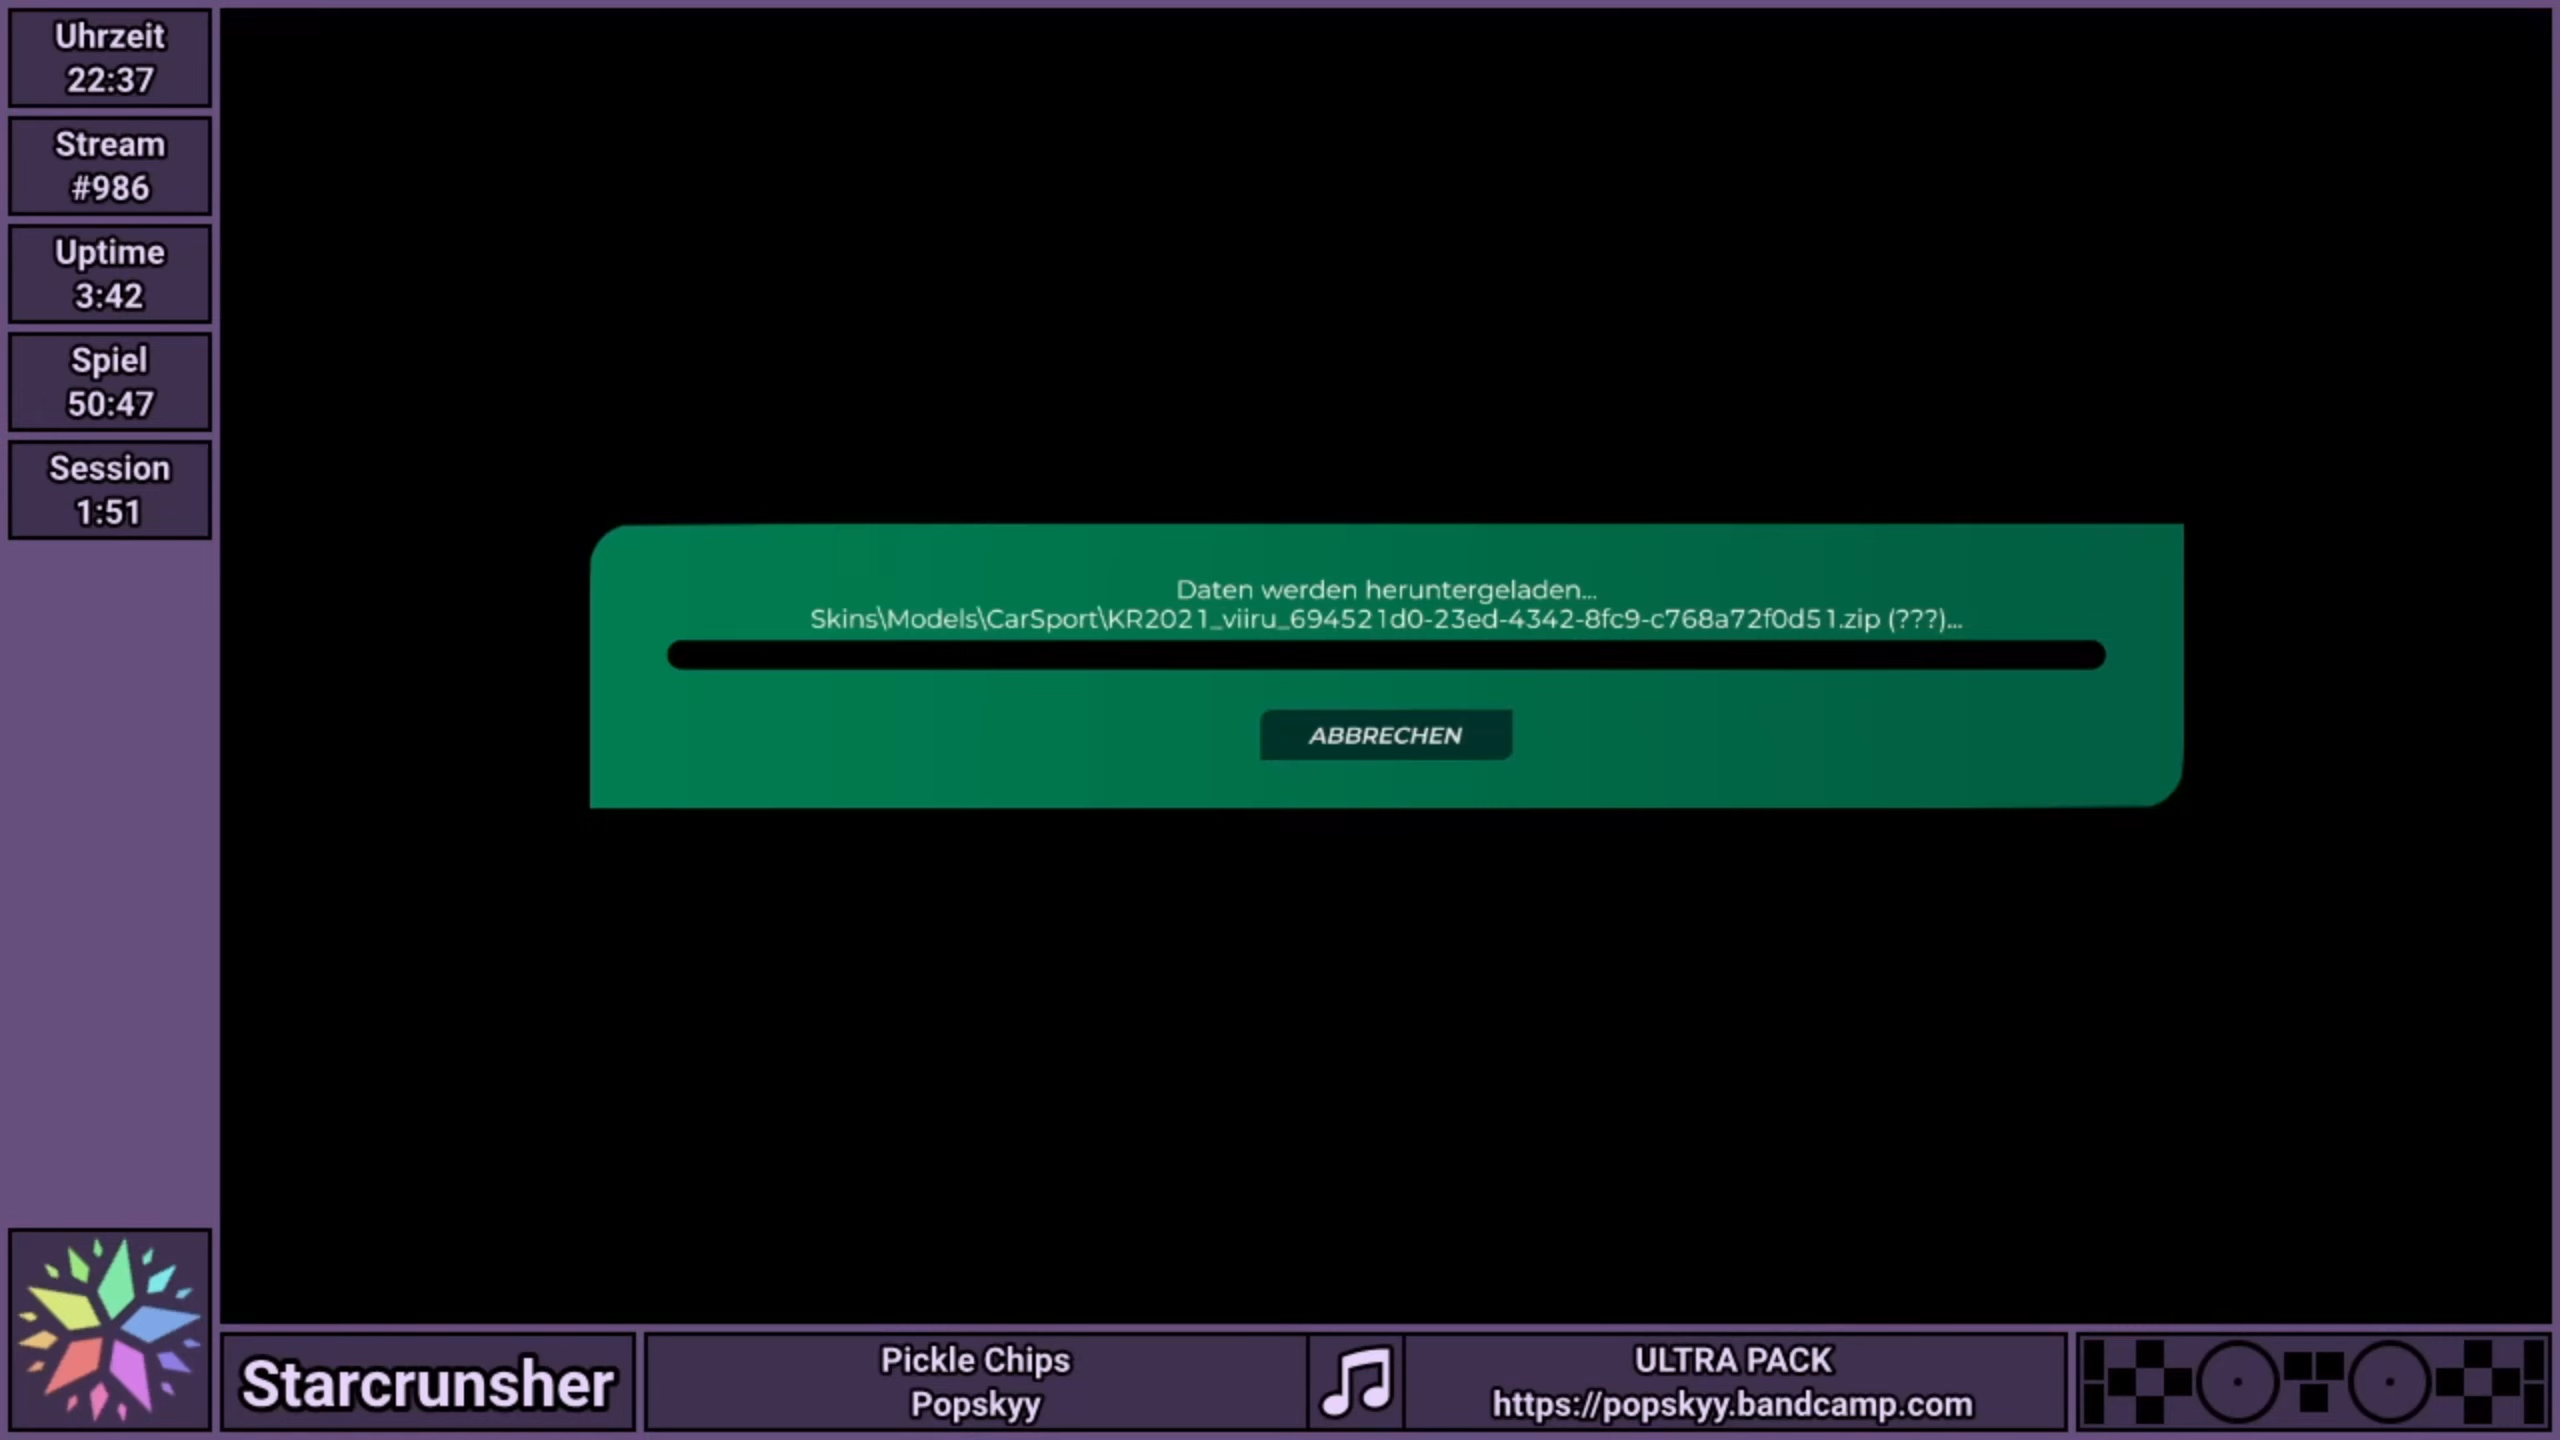 Uhrzeit
22:37
Stream
#986
Uptime
3:42
Spiel
50:47
Session
1:51
Daten werden heruntergeladen...
Skins\Models\CarSport\KR2021_viiru_694521d0-23ed-4342-8fc9-c768a72f0d51.zip (???)...
ABBRECHEN
Starcrunsher
Pickle Chips
Popskyy
ULTRA PACK
https://popskyy.bandcamp.com